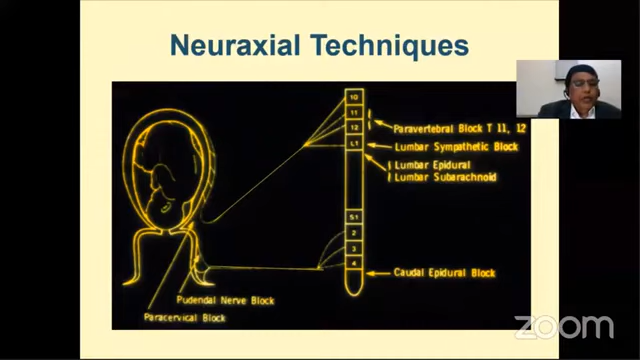 Neuraxial Techniques
10
11
12
L1
Paravertebral Block T 11, 12
Lumbar Sympathetic Block
Lumbar Epidural
Lumbar Subarachnoid
S1
2
3
4
Caudal Epidural Block
Pudendal Nerve Block
Paracervical Block
zoom